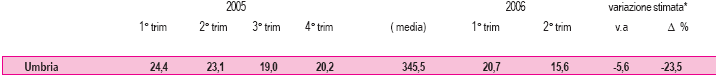 2005 2006 variazione stimata*
1° trim 2° trim 3° trim 4° trim ( media) 1° trim 2° trim v.a Δ %
Umbria 24,4 23,1 19,0 20,2 345,5 20,7 15,6 -5,6 -23,5